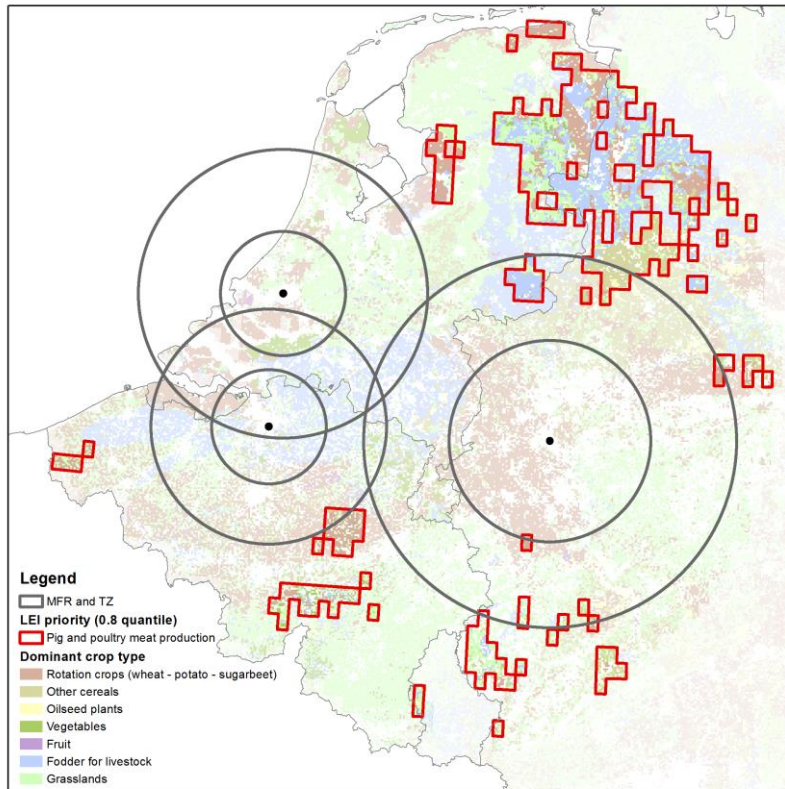 Legend
MFR and TZ
LEI priority (0.8 quantile)
Pig and poultry meat production
Dominant crop type
Rotation crops (wheat - potato - sugarbeet)
Other cereals
Oilseed plants
Vegetables
Fruit
Fodder for livestock
Grasslands